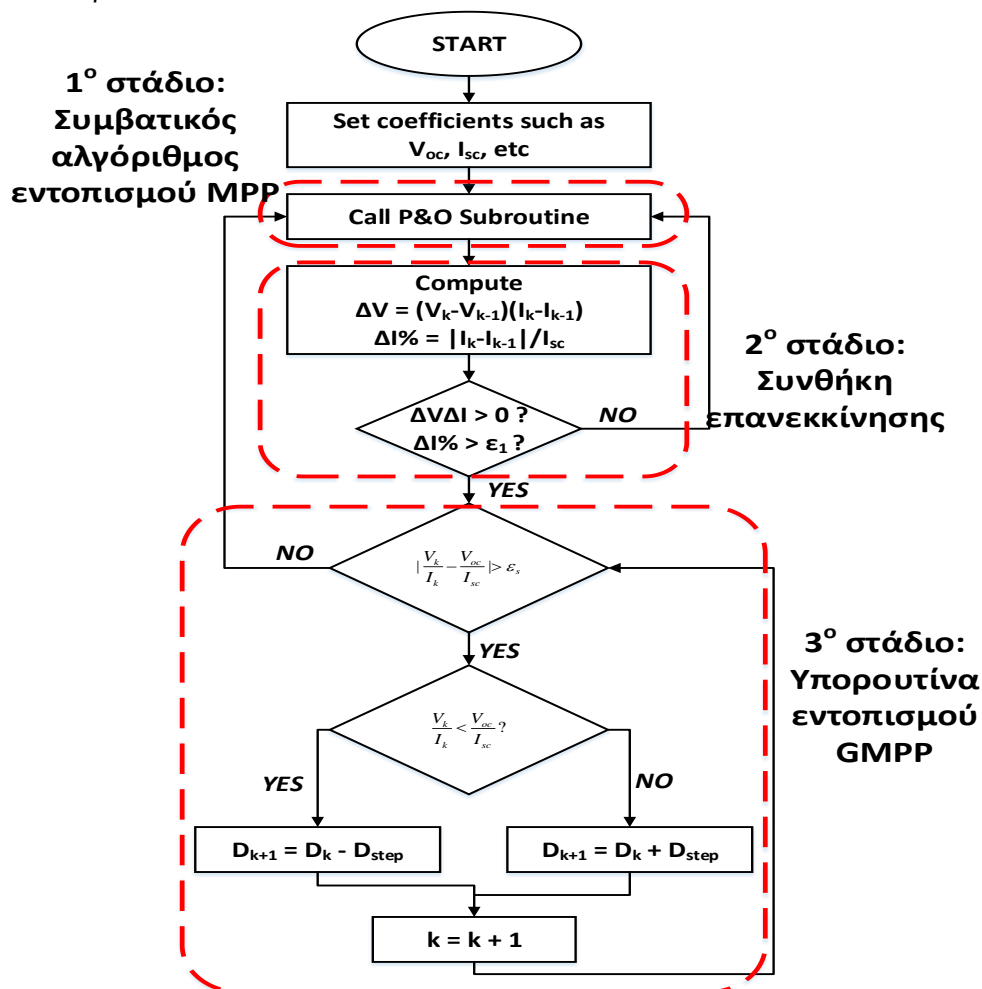 START
1ο στάδιο:
Συμβατικός
αλγόριθμος
εντοπισμού MPP
Set coefficients such as
Voc, Isc, etc
Call P&O Subroutine
Compute
ΔV = (Vk-Vk-1)(Ik-Ik-1)
ΔI% = |Ik-Ik-1|/Isc
2ο στάδιο:
Συνθήκη
επανεκκίνησης
ΔVΔI > 0 ?
ΔI% > ε1 ?
NO
YES
|Vk/Ik - Voc/Isc| > εs
NO
YES
3ο στάδιο:
Υπορουτίνα
εντοπισμού
GMPP
Vk/Ik < Voc/Isc ?
YES
NO
Dk+1 = Dk - Dstep
Dk+1 = Dk + Dstep
k = k + 1